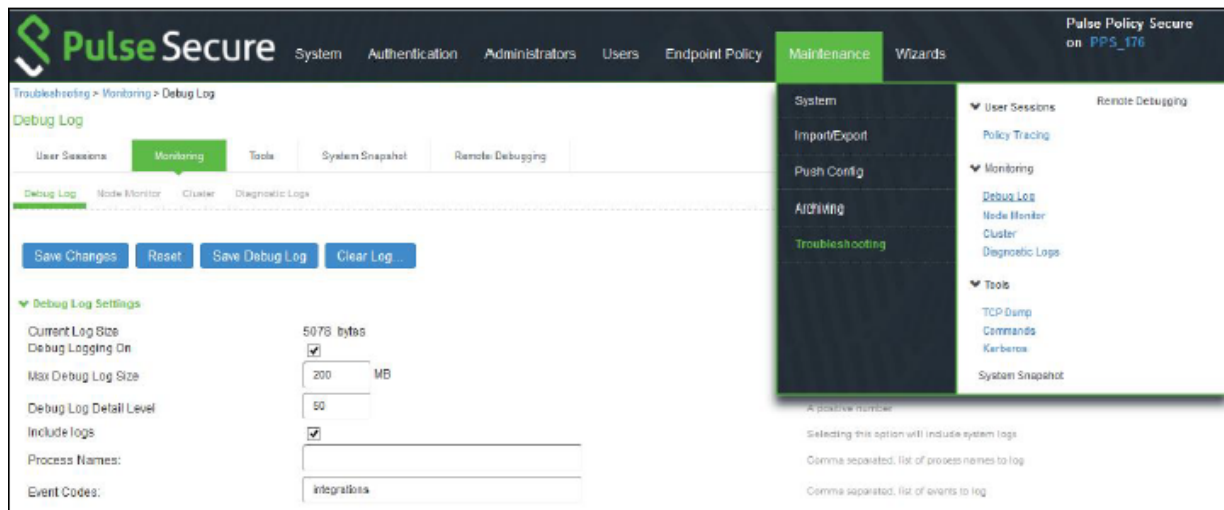 Pulse Secure
System Authentication Administrators Users Endpoint Policy Maintenance Wizards
Pulse Policy Secure
on PPS_176
Troubleshooting > Monitoring > Debug Log
Debug Log
User Sessions Monitoring Tools System Snapshot Remote Debugging
Debug Log Node Monitor Cluster Diagnostic Logs
Save Changes Reset Save Debug Log Clear Log...
Debug Log Settings
Current Log Size 5078 bytes
Debug Logging On
Max Debug Log Size 200 MB
Debug Log Detail Level 50 A positive number
Include logs Selecting this option will include system logs
Process Names: Comma separated, list of process names to log
Event Codes: integrations Comma separated, list of events to log
System
Import/Export
Push Config
Archiving
Troubleshooting
User Sessions
Policy Tracing
Monitoring
Debug Log
Node Monitor
Cluster
Diagnostic Logs
Tools
TCP Dump
Commands
Kerberos
System Snapshot
Remote Debugging